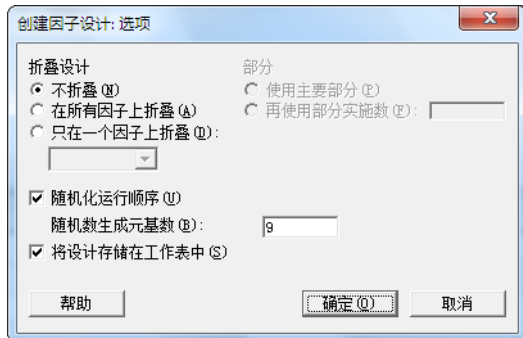 创建因子设计: 选项
折叠设计
不折叠(N)
在所有因子上折叠(A)
只在一个因子上折叠(D):
部分
使用主要部分(P)
再使用部分实施数(F):
随机化运行顺序(U)
随机数生成元基数(B): 9
将设计存储在工作表中(S)
帮助 确定(O) 取消